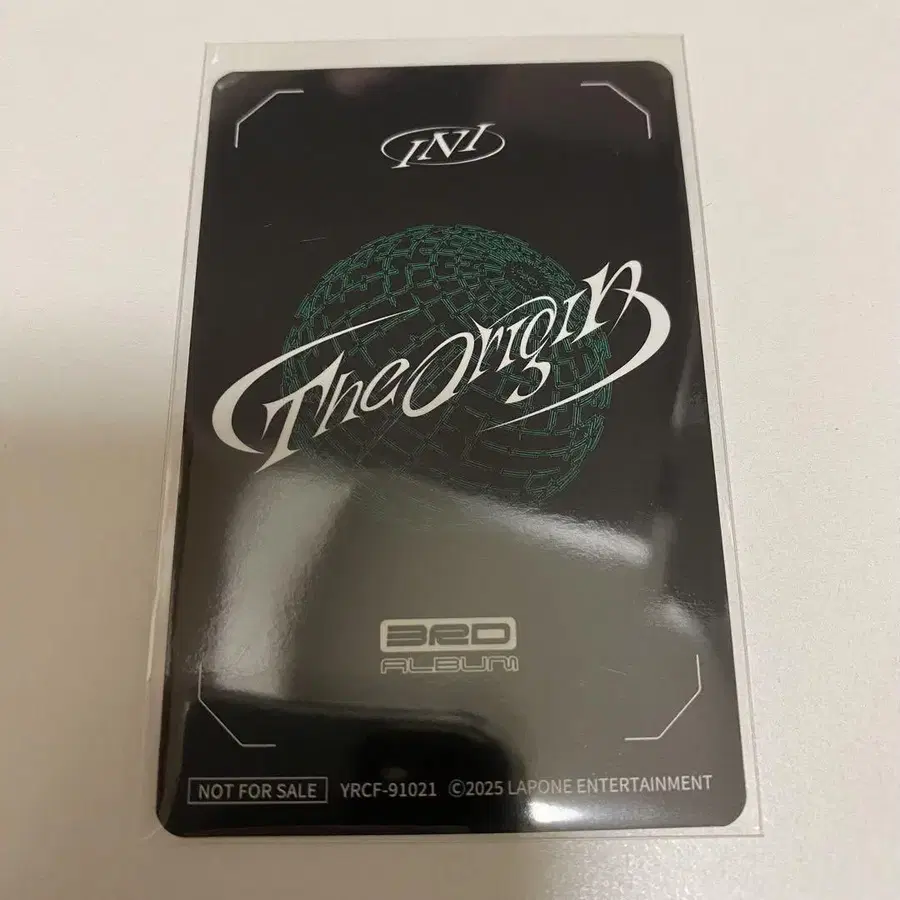 INI
The Origin
3RD
ALBUM
NOT FOR SALE YRCF-91021 ©2025 LAPONE ENTERTAINMENT